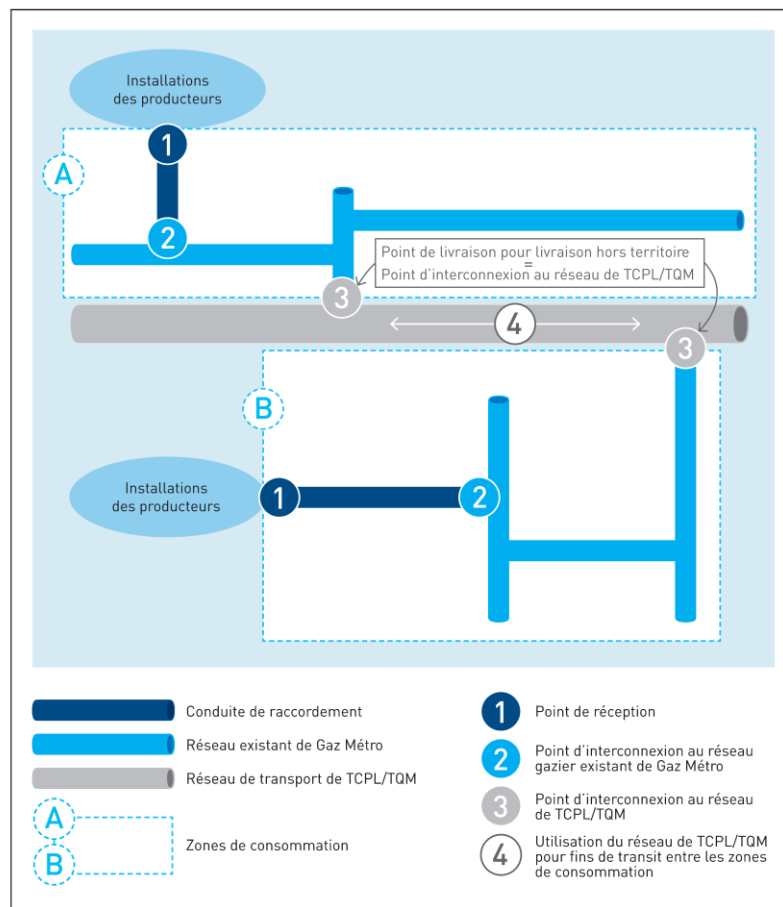 Installations
des producteurs
1
A
2
Point de livraison pour livraison hors territoire
=
Point d'interconnexion au réseau de TCPL/TQM
3
4
3
B
Installations
des producteurs
1
2
Conduite de raccordement
Réseau existant de Gaz Métro
Réseau de transport de TCPL/TQM
A
B
Zones de consommation
1
Point de réception
2
Point d'interconnexion au réseau
gazier existant de Gaz Métro
3
Point d'interconnexion au réseau
de TCPL/TQM
4
Utilisation du réseau de TCPL/TQM
pour fins de transit entre les zones
de consommation